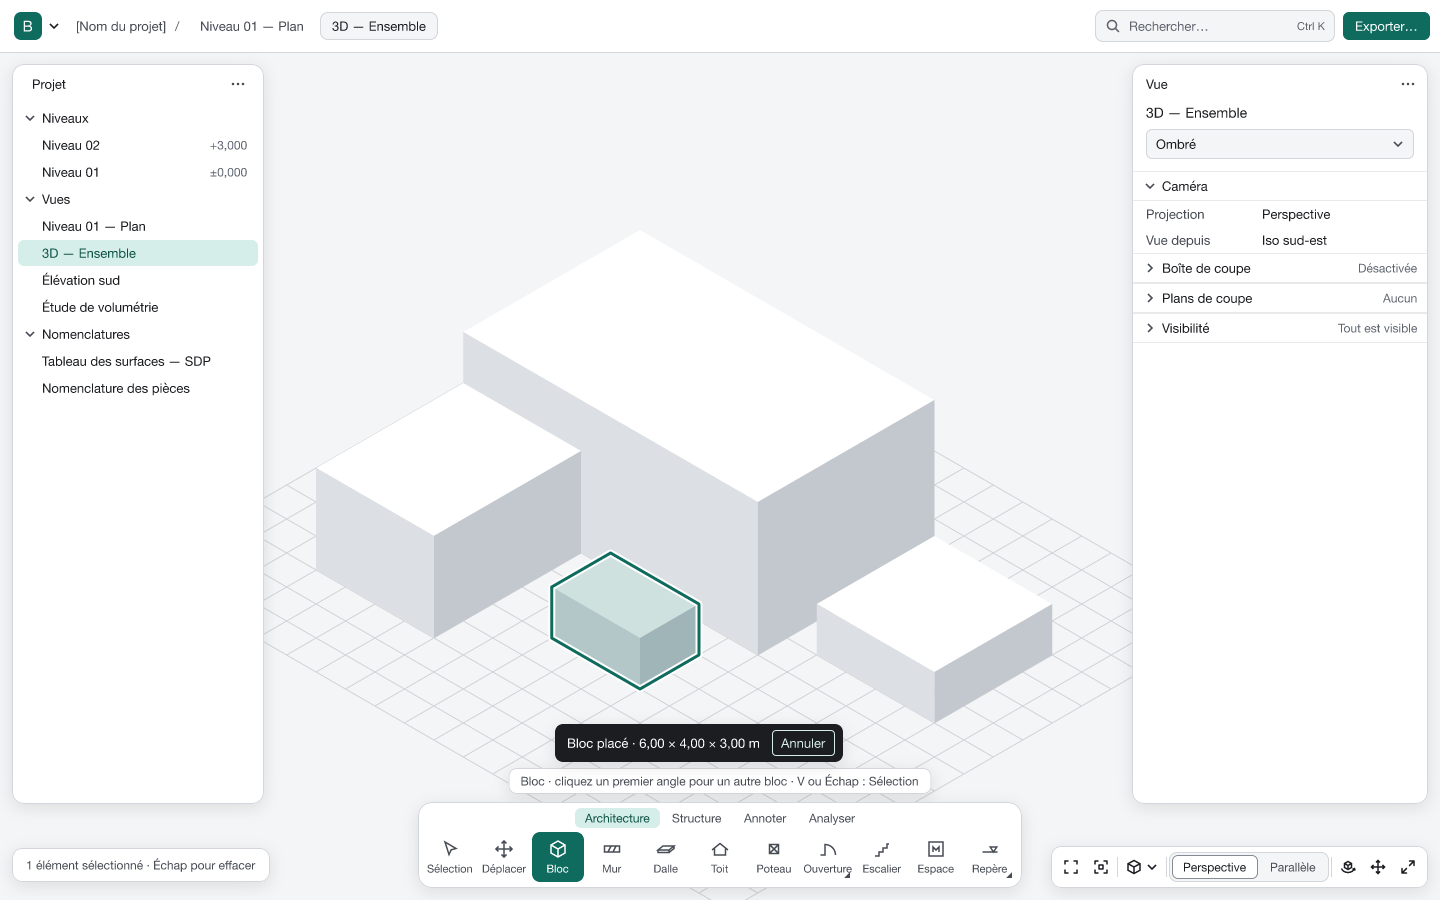 B
[Nom du projet] / Niveau 01 — Plan 3D — Ensemble
Rechercher… Ctrl K
Exporter…
Projet
Niveaux
Niveau 02 +3,000
Niveau 01 ±0,000
Vues
Niveau 01 — Plan
3D — Ensemble
Élévation sud
Étude de volumétrie
Nomenclatures
Tableau des surfaces — SDP
Nomenclature des pièces
Vue
3D — Ensemble
Ombré
Caméra
Projection Perspective
Vue depuis Iso sud-est
Boîte de coupe Désactivée
Plans de coupe Aucun
Visibilité Tout est visible
Bloc placé · 6,00 × 4,00 × 3,00 m Annuler
Bloc · cliquez un premier angle pour un autre bloc · V ou Échap : Sélection
Architecture Structure Annoter Analyser
Sélection Déplacer Bloc Mur Dalle Toit Poteau Ouverture Escalier Espace Repère
1 élément sélectionné · Échap pour effacer
Perspective Parallèle